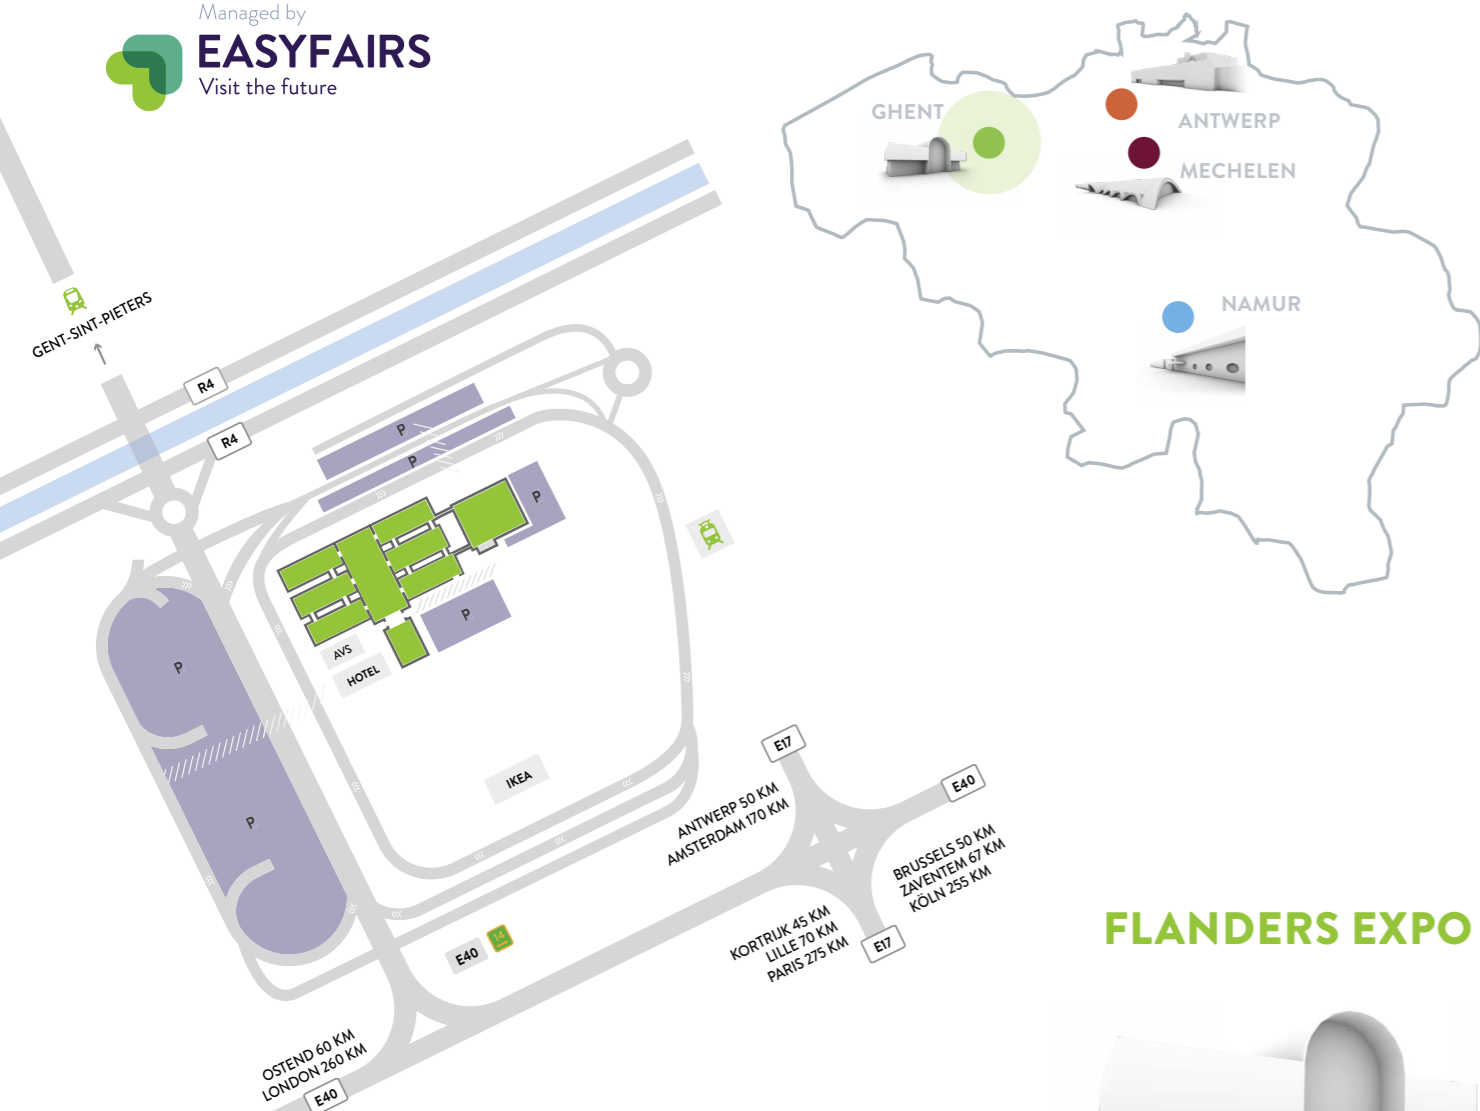 Managed by
EASYFAIRS
Visit the future
GHENT
ANTWERP
MECHELEN
NAMUR
GENT-SINT-PIETERS
R4
R4
P
P
P
P
P
P
AVS
HOTEL
IKEA
E17
ANTWERP 50 KM
AMSTERDAM 170 KM
E40
BRUSSELS 50 KM
ZAVENTEM 67 KM
KÖLN 255 KM
KORTRIJK 45 KM
LILLE 70 KM
PARIS 275 KM
E17
E40
14
OSTEND 60 KM
LONDON 260 KM
E40
FLANDERS EXPO